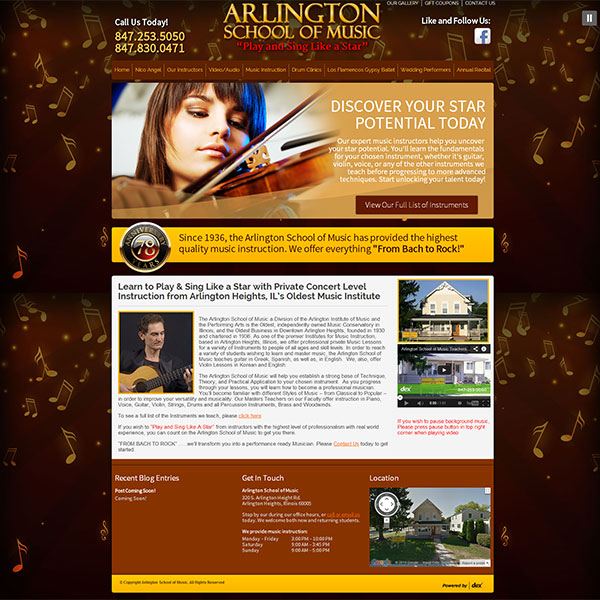 OUR GALLERY | GIFT COUPONS | CONTACT US
Call Us Today!
847.253.5050
847.830.0471
ARLINGTON
SCHOOL OF MUSIC
"Play and Sing Like a Star"
Like and Follow Us:
Home Nico Angel Our Instructors Video/Audio Music Instruction Drum Clinics Los Flamencos Gypsy Ballet Wedding Performers Annual Recital
DISCOVER YOUR STAR
POTENTIAL TODAY
Our expert music instructors help you uncover
your star potential. You'll learn the fundamentals
for your chosen instrument, whether it's guitar,
violin, voice, or any of the other instruments we
teach before progressing to more advanced
techniques. Start unlocking your talent today!
View Our Full List of Instruments
ANNIVERSARY
78
YEARS
Since 1936, the Arlington School of Music has provided the highest
quality music instruction. We offer everything "From Bach to Rock!"
Learn to Play & Sing Like a Star with Private Concert Level
Instruction from Arlington Heights, IL's Oldest Music Institute
The Arlington School of Music a Division of the Arlington Institute of Music and
the Performing Arts is the Oldest, independently owned Music Conservatory in
Illinois, and the Oldest Business in Downtown Arlington Heights, founded in 1930
and chartered in 1936. As one of the premier Institutes for Music Instruction,
based in Arlington Heights, Illinois, we offer professional private Music Lessons
for a variety of Instruments to people of all ages and skill levels. In order to reach
a variety of students wishing to learn and master music, the Arlington School of
Music teaches guitar in Greek, Spanish, as well as, in English. We, also, offer
Violin Lessons in Korean and English.
The Arlington School of Music will help you establish a strong base of Technique,
Theory, and Practical Application to your chosen instrument. As you progress
through your lessons, you will learn how to become a professional musician.
You'll become familiar with different Styles of Music – from Classical to Popular –
in order to improve your versatility and musicality. Our Masters Teachers on our Faculty offer instruction in Piano,
Voice, Guitar, Violin, Strings, Drums and all Percussion Instruments, Brass and Woodwinds.
To see a full list of the Instruments we teach, please click here
If you wish to "Play and Sing Like A Star" from instructors with the highest level of professionalism with real world
experience, you can count on the Arlington School of Music to get you there.
"FROM BACH TO ROCK" . . . we'll transform you into a performance ready Musician. Please Contact Us today to get
started
Arlington School of Music Teachers
dex
847-253-5050
If you wish to pause background music,
Please press pause button in top right
corner when playing video
Recent Blog Entries
Post Coming Soon!
Coming Soon!
Get In Touch
Arlington School of Music
320 S. Arlington Height Rd.
Arlington Heights, Illinois 60005
Stop by our during our office hours, or call or email us
today. We welcome both new and returning students.
We provide music instruction:
Monday – Friday 3:00 PM - 10:00 PM
Saturday 9:00 AM - 3:45 PM
Sunday 9:00 AM - 5:00 PM
Location
Report a problem
© Copyright Arlington School of Music. All Rights Reserved
Powered by dex